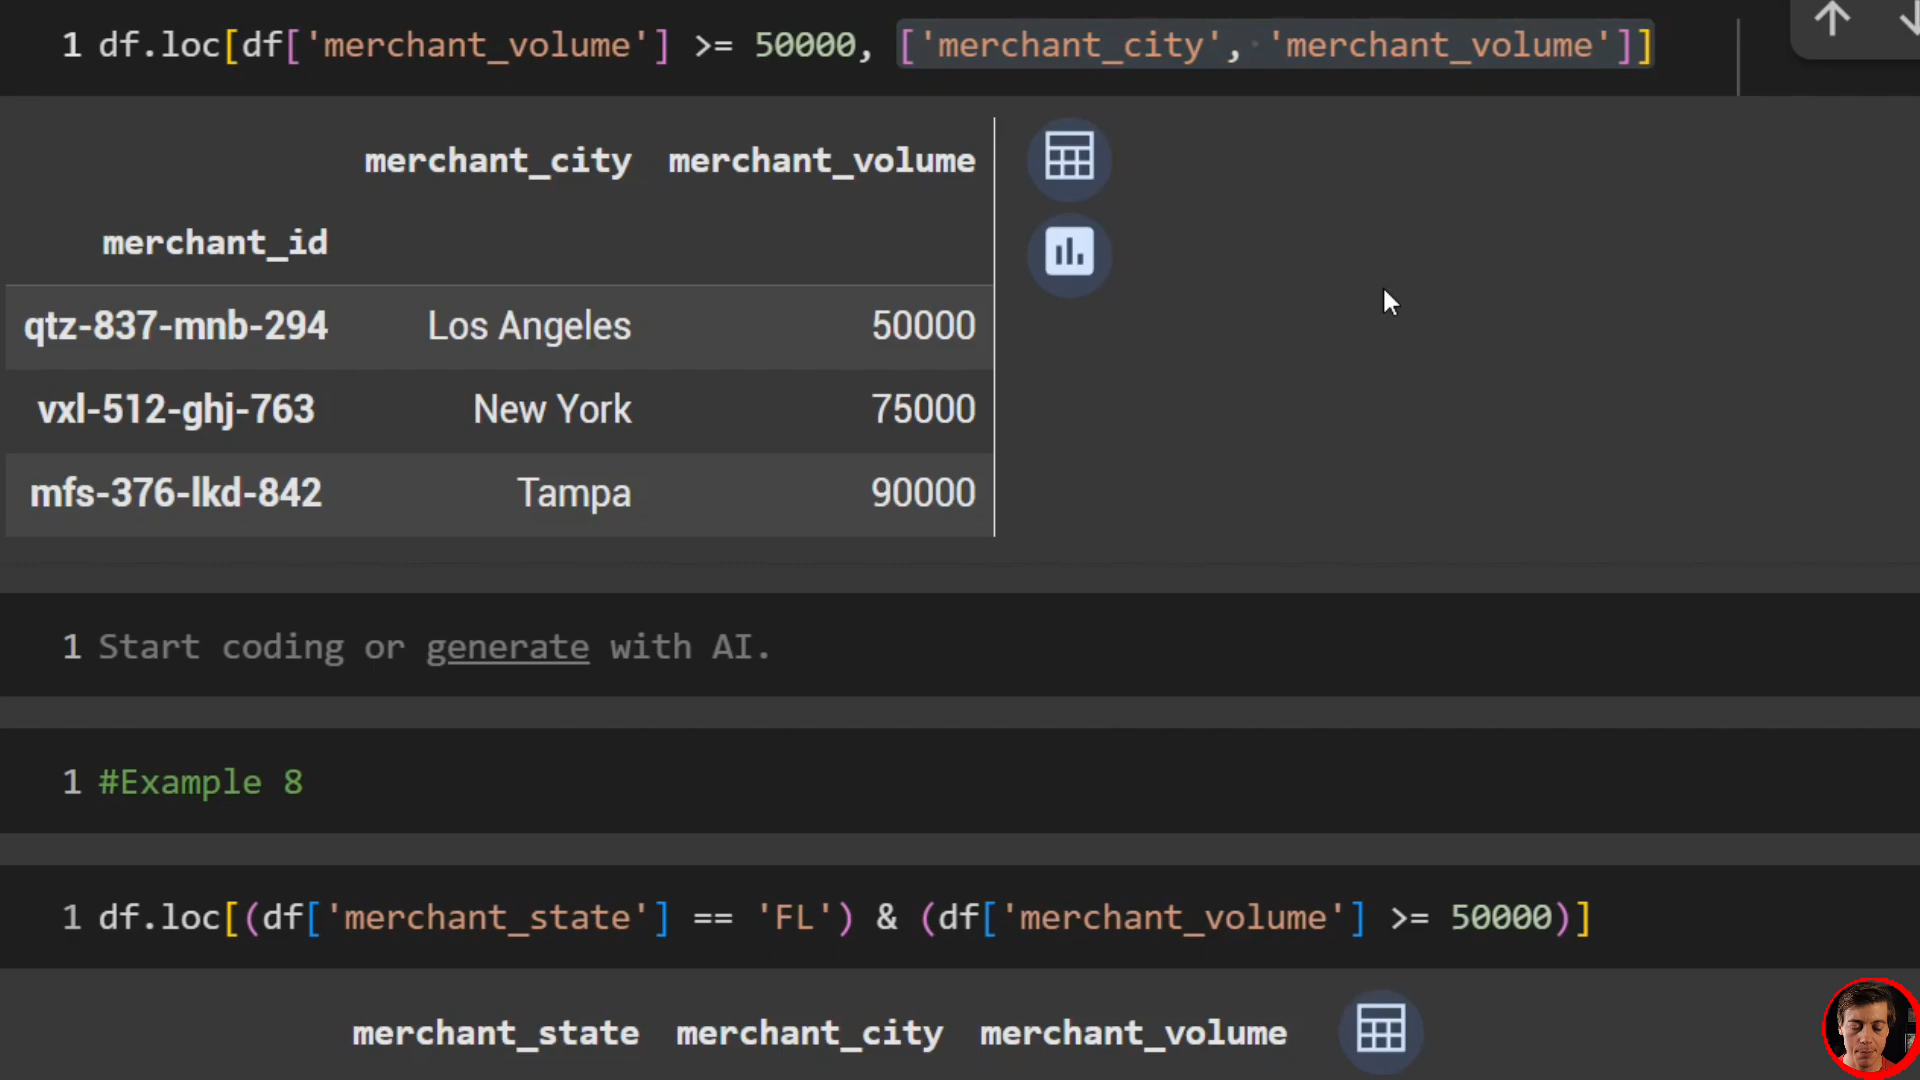 1 df.loc[df['merchant_volume'] >= 50000, ['merchant_city', 'merchant_volume']]
merchant_city merchant_volume
merchant_id
qtz-837-mnb-294 Los Angeles 50000
vxl-512-ghj-763 New York 75000
mfs-376-lkd-842 Tampa 90000
1 Start coding or generate with AI.
1 #Example 8
1 df.loc[(df['merchant_state'] == 'FL') & (df['merchant_volume'] >= 50000)]
merchant_state merchant_city merchant_volume